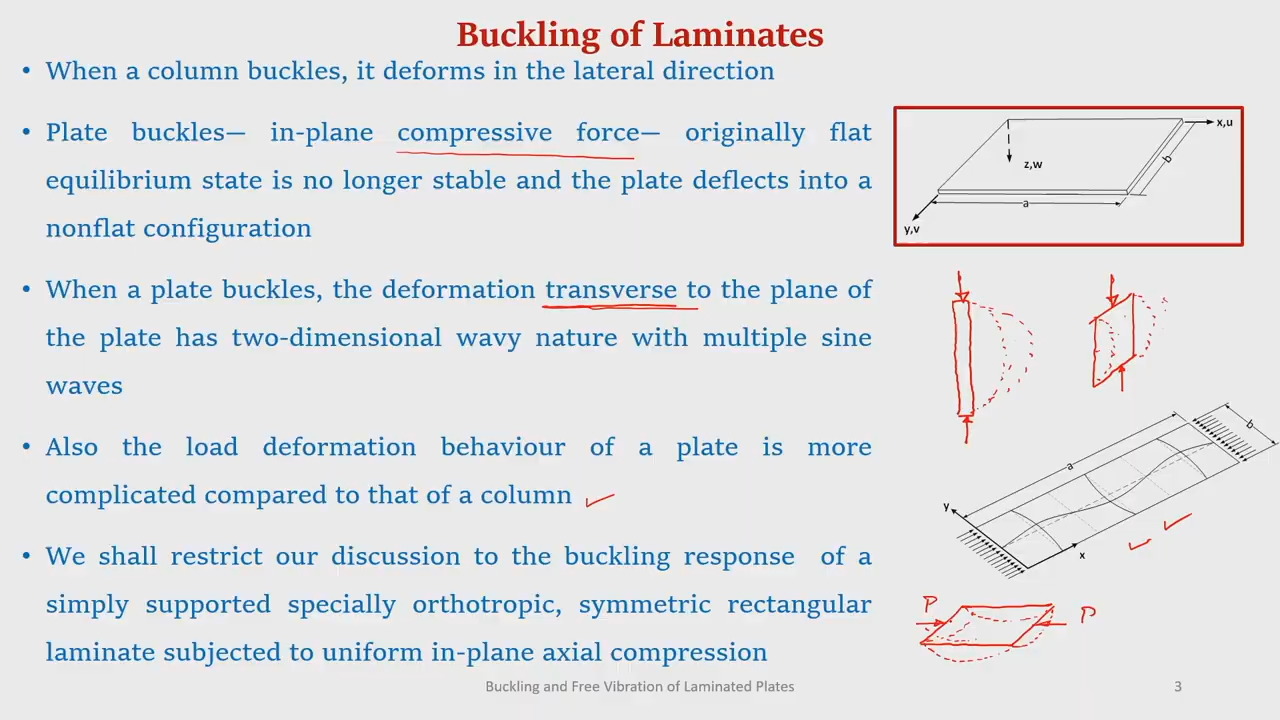 Buckling of Laminates
• When a column buckles, it deforms in the lateral direction
• Plate buckles— in-plane compressive force— originally flat
equilibrium state is no longer stable and the plate deflects into a
nonflat configuration
• When a plate buckles, the deformation transverse to the plane of
the plate has two-dimensional wavy nature with multiple sine
waves
• Also the load deformation behaviour of a plate is more
complicated compared to that of a column
• We shall restrict our discussion to the buckling response of a
simply supported specially orthotropic, symmetric rectangular
laminate subjected to uniform in-plane axial compression
x,u
b
z,w
a
y,v
b
a
y
x
P
P
Buckling and Free Vibration of Laminated Plates
3